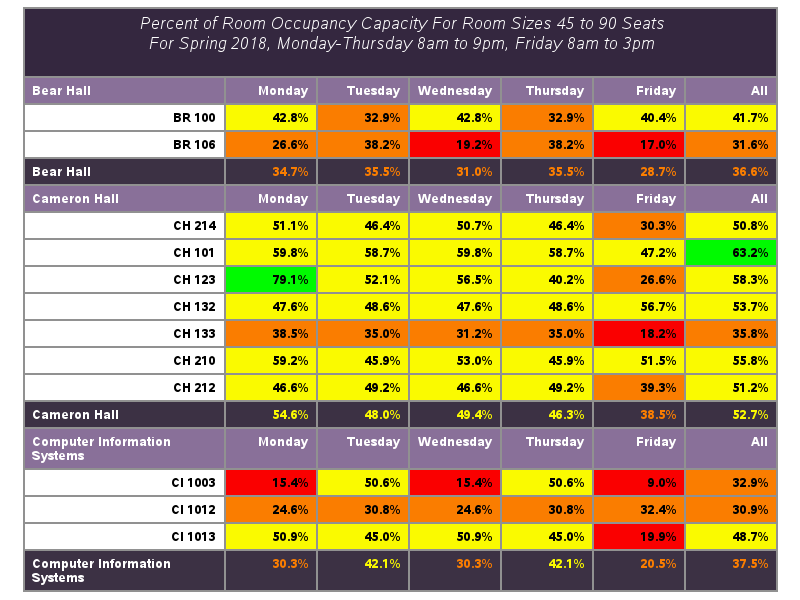 Percent of Room Occupancy Capacity For Room Sizes 45 to 90 Seats
For Spring 2018, Monday-Thursday 8am to 9pm, Friday 8am to 3pm
Bear Hall Monday Tuesday Wednesday Thursday Friday All
BR 100 42.8% 32.9% 42.8% 32.9% 40.4% 41.7%
BR 106 26.6% 38.2% 19.2% 38.2% 17.0% 31.6%
Bear Hall 34.7% 35.5% 31.0% 35.5% 28.7% 36.6%
Cameron Hall Monday Tuesday Wednesday Thursday Friday All
CH 214 51.1% 46.4% 50.7% 46.4% 30.3% 50.8%
CH 101 59.8% 58.7% 59.8% 58.7% 47.2% 63.2%
CH 123 79.1% 52.1% 56.5% 40.2% 26.6% 58.3%
CH 132 47.6% 48.6% 47.6% 48.6% 56.7% 53.7%
CH 133 38.5% 35.0% 31.2% 35.0% 18.2% 35.8%
CH 210 59.2% 45.9% 53.0% 45.9% 51.5% 55.8%
CH 212 46.6% 49.2% 46.6% 49.2% 39.3% 51.2%
Cameron Hall 54.6% 48.0% 49.4% 46.3% 38.5% 52.7%
Computer Information Monday Tuesday Wednesday Thursday Friday All
Systems
CI 1003 15.4% 50.6% 15.4% 50.6% 9.0% 32.9%
CI 1012 24.6% 30.8% 24.6% 30.8% 32.4% 30.9%
CI 1013 50.9% 45.0% 50.9% 45.0% 19.9% 48.7%
Computer Information 30.3% 42.1% 30.3% 42.1% 20.5% 37.5%
Systems